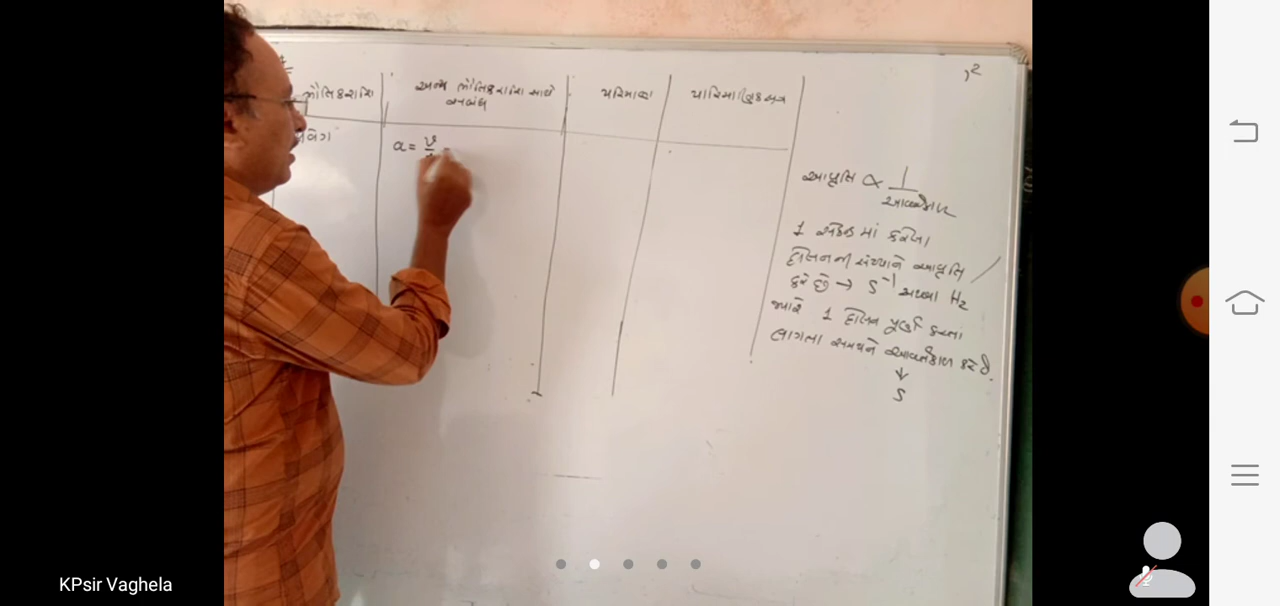 ભૌતિકરાશિ
અન્ય ભૌતિકરાશિ સાથે
સંબંધ
પરિમાણ
પારિમાણિક સૂત્ર
a = v
આવૃત્તિ ∝ 1
આવર્તકાળ
1 સેકંડ માં કરેલા
દોલનની સંખ્યાને આવૃત્તિ
કહે છે → S⁻¹ અથવા Hz
જ્યારે 1 દોલન પૂર્ણ કરતાં
લાગતા સમયને આવર્તકાળ કહે છે.
↓
S
KPsir Vaghela